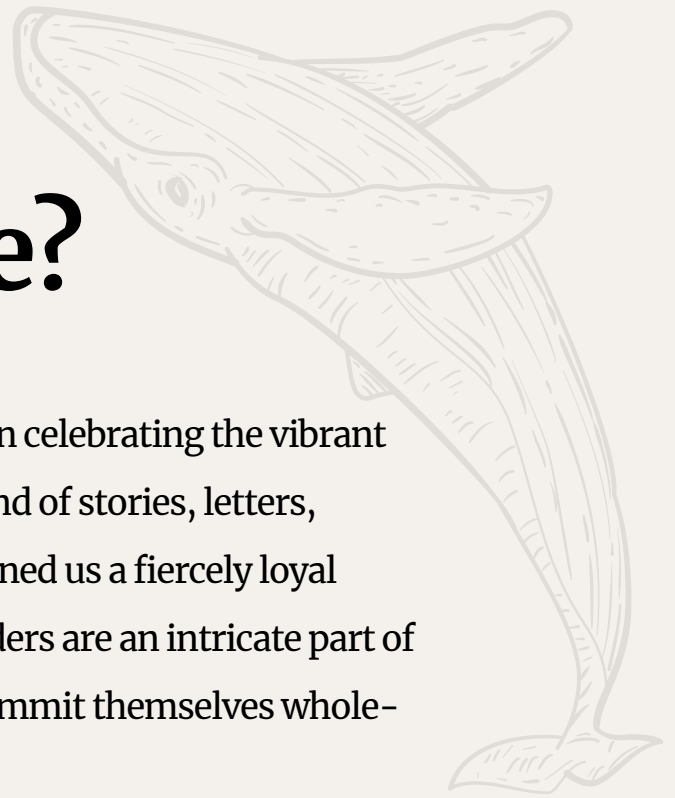 e?
n celebrating the vibrant
nd of stories, letters,
ned us a fiercely loyal
ders are an intricate part of
mmit themselves whole-